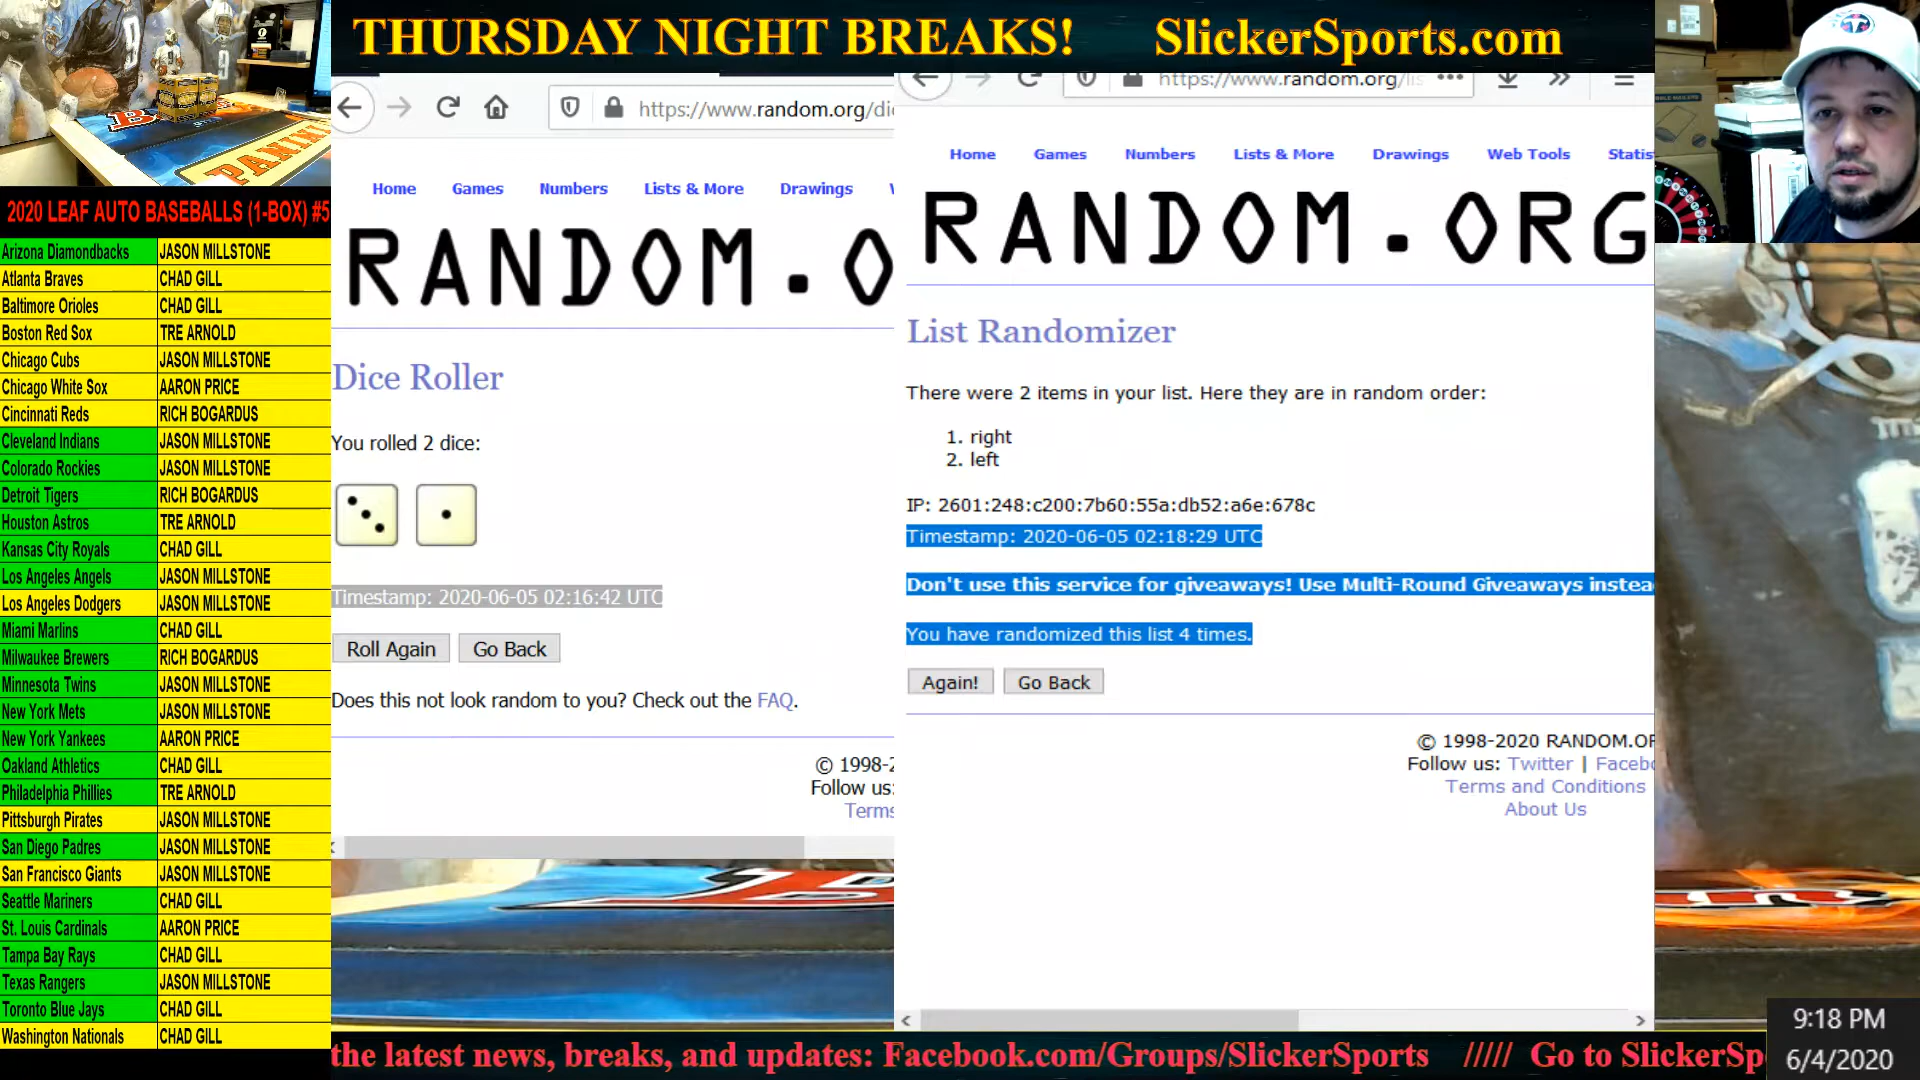 THURSDAY NIGHT BREAKS! SlickerSports.com
2020 LEAF AUTO BASEBALLS (1-BOX) #5
Arizona Diamondbacks JASON MILLSTONE
Atlanta Braves CHAD GILL
Baltimore Orioles CHAD GILL
Boston Red Sox TRE ARNOLD
Chicago Cubs JASON MILLSTONE
Chicago White Sox AARON PRICE
Cincinnati Reds RICH BOGARDUS
Cleveland Indians JASON MILLSTONE
Colorado Rockies JASON MILLSTONE
Detroit Tigers RICH BOGARDUS
Houston Astros TRE ARNOLD
Kansas City Royals CHAD GILL
Los Angeles Angels JASON MILLSTONE
Los Angeles Dodgers JASON MILLSTONE
Miami Marlins CHAD GILL
Milwaukee Brewers RICH BOGARDUS
Minnesota Twins JASON MILLSTONE
New York Mets JASON MILLSTONE
New York Yankees AARON PRICE
Oakland Athletics CHAD GILL
Philadelphia Phillies TRE ARNOLD
Pittsburgh Pirates JASON MILLSTONE
San Diego Padres JASON MILLSTONE
San Francisco Giants JASON MILLSTONE
Seattle Mariners CHAD GILL
St. Louis Cardinals AARON PRICE
Tampa Bay Rays CHAD GILL
Texas Rangers JASON MILLSTONE
Toronto Blue Jays CHAD GILL
Washington Nationals CHAD GILL
PANINI
https://www.random.org/di
Home Games Numbers Lists & More Drawings
RANDOM.O
Dice Roller
You rolled 2 dice:
Timestamp: 2020-06-05 02:16:42 UTC
Roll Again Go Back
Does this not look random to you? Check out the FAQ.
© 1998-2
Follow us:
Terms
https://www.random.org/lis
Home Games Numbers Lists & More Drawings Web Tools Statis
RANDOM.ORG
List Randomizer
There were 2 items in your list. Here they are in random order:
1. right
2. left
IP: 2601:248:c200:7b60:55a:db52:a6e:678c
Timestamp: 2020-06-05 02:18:29 UTC
Don't use this service for giveaways! Use Multi-Round Giveaways instea
You have randomized this list 4 times.
Again! Go Back
© 1998-2020 RANDOM.OR
Follow us: Twitter | Facebo
Terms and Conditions
About Us
9:18 PM
6/4/2020
the latest news, breaks, and updates: Facebook.com/Groups/SlickerSports ///// Go to SlickerSp